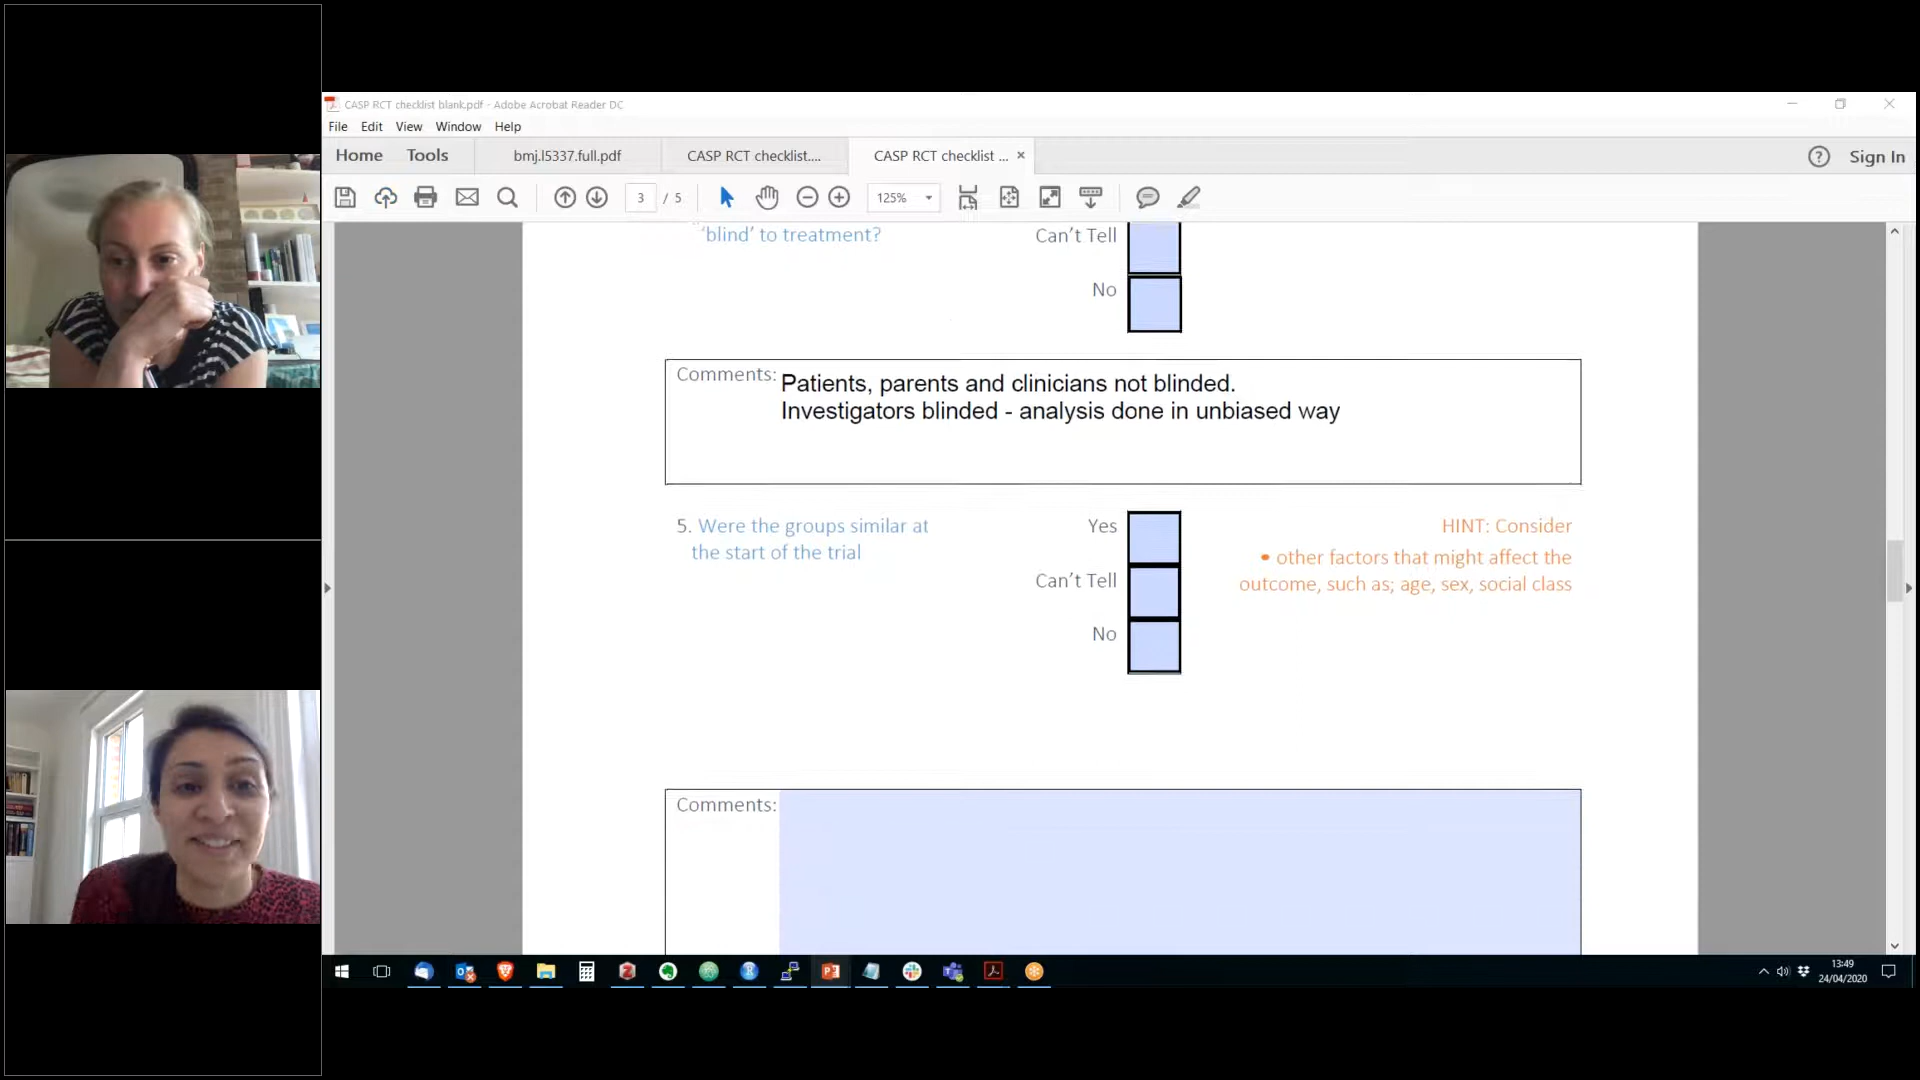 CASP RCT checklist blank.pdf - Adobe Acrobat Reader DC
File Edit View Window Help
Home Tools bmj.l5337.full.pdf CASP RCT checklist.... CASP RCT checklist ... × Sign In
3 / 5 125%
'blind' to treatment?
Can't Tell
No
Comments: Patients, parents and clinicians not blinded.
Investigators blinded - analysis done in unbiased way
5. Were the groups similar at
the start of the trial
Yes
Can't Tell
No
HINT: Consider
• other factors that might affect the
outcome, such as; age, sex, social class
Comments:
13:49
24/04/2020